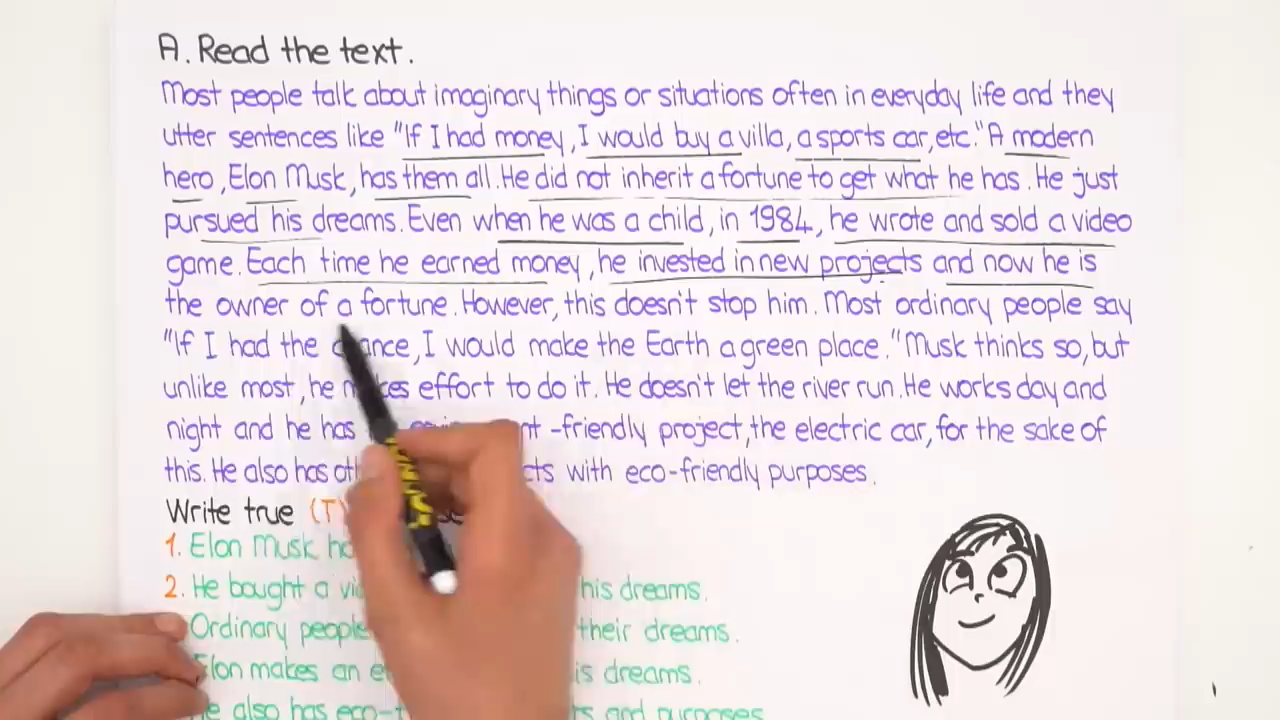 A. Read the text.
Most people talk about imaginary things or situations often in everyday life and they
utter sentences like "If I had money, I would buy a villa, a sports car, etc." A modern
hero, Elon Musk, has them all. He did not inherit a fortune to get what he has. He just
pursued his dreams. Even when he was a child, in 1984, he wrote and sold a video
game. Each time he earned money, he invested in new projects and now he is
the owner of a fortune. However, this doesn't stop him. Most ordinary people say
"If I had the chance, I would make the Earth a green place." Musk thinks so, but
unlike most, he makes effort to do it. He doesn't let the river run. He works day and
night and he has -friendly project, the electric car, for the sake of
this. He also has with eco-friendly purposes.
Write true (T)
1. Elon Musk
2. He bought a his dreams.
Ordinary people their dreams.
Elon makes an dreams.
also has and purposes